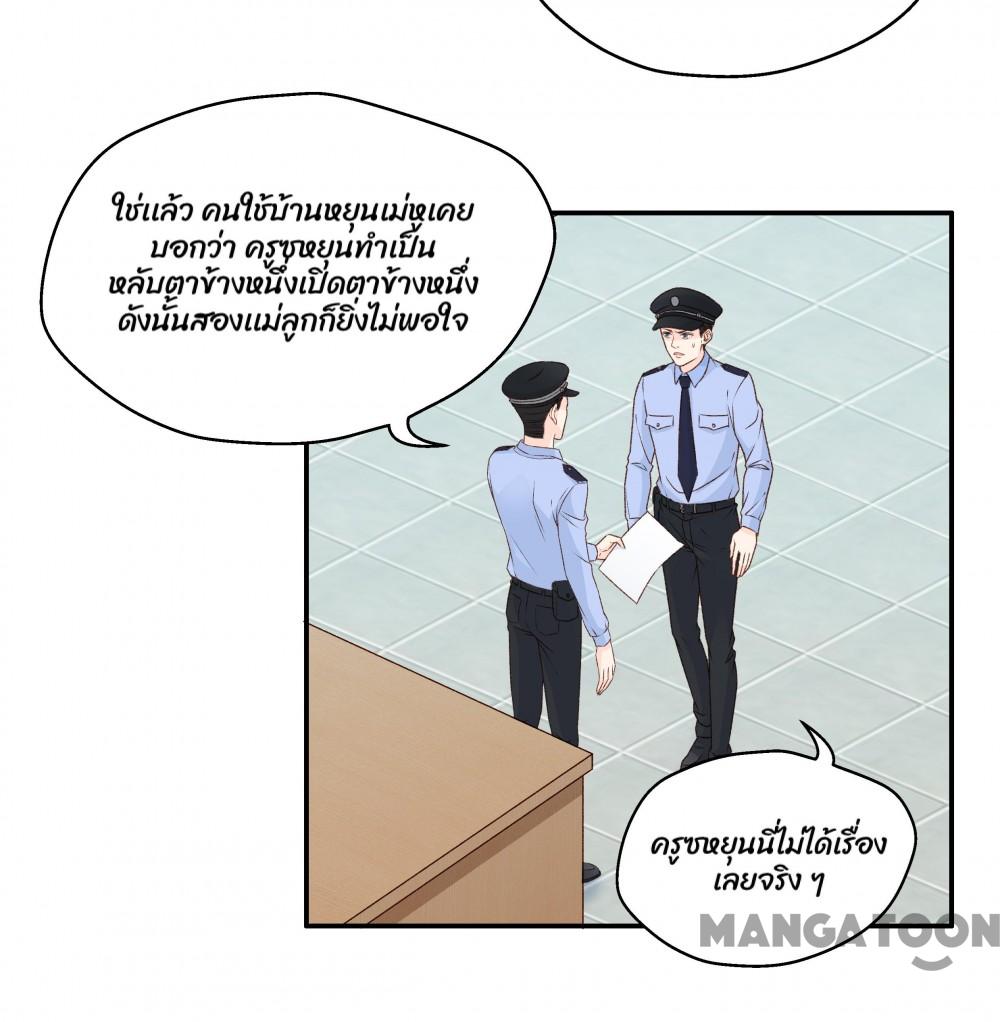 ใช่แล้ว คนใช้บ้านหยุนเม่หูเคย
บอกว่า ครูซหยุนทำเป็น
หลับตาข้างหนึ่งเปิดตาข้างหนึ่ง
ดังนั้นสองแม่ลูกก็ยิ่งไม่พอใจ
ครูซหยุนนี่ไม่ได้เรื่อง
เลยจริง ๆ
MANGATOON